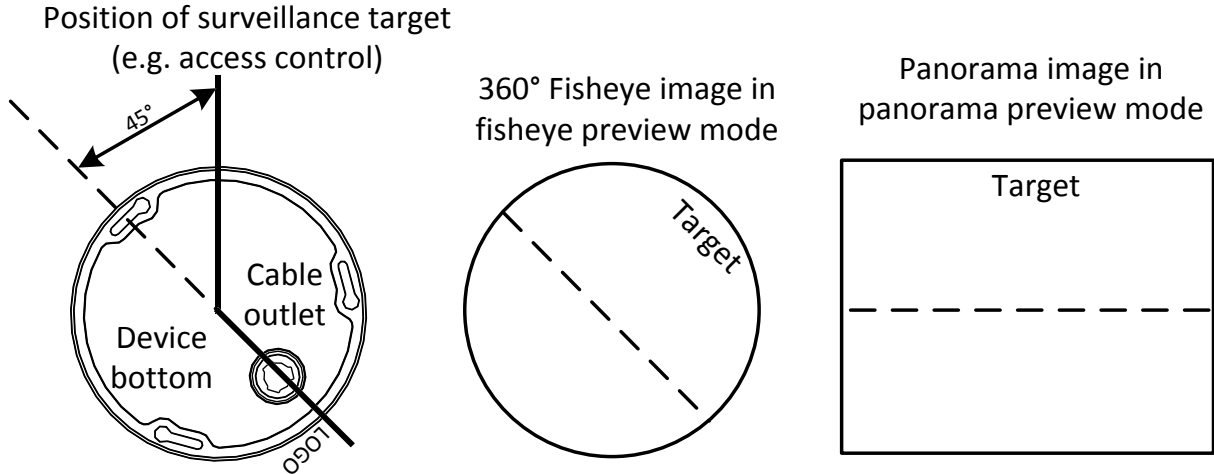 Position of surveillance target
(e.g. access control)
45°
Cable
outlet
Device
bottom
LOGO
360° Fisheye image in
fisheye preview mode
Target
Panorama image in
panorama preview mode
Target